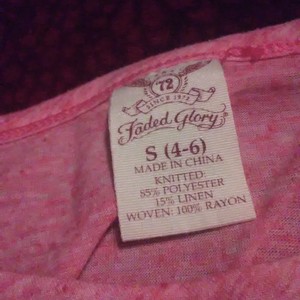 '72
SINCE 1972
Faded Glory
S (4-6)
MADE IN CHINA
KNITTED:
85% POLYESTER
15% LINEN
WOVEN: 100% RAYON